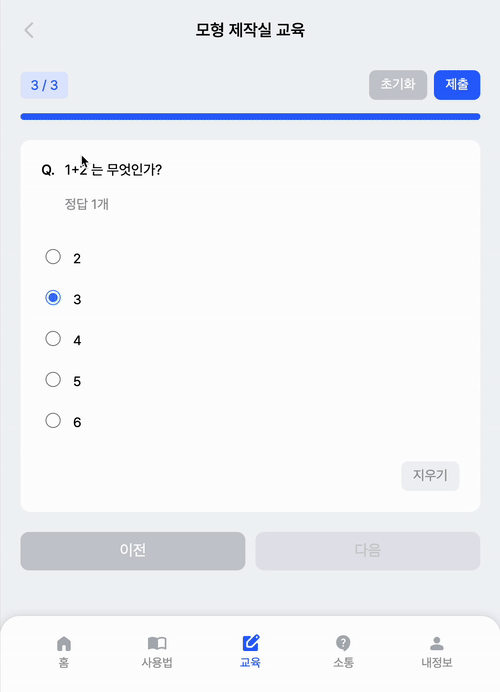 모형 제작실 교육
3 / 3
초기화
제출
Q. 1+2 는 무엇인가?
정답 1개
2
3
4
5
6
지우기
이전
다음
홈
사용법
교육
소통
내정보